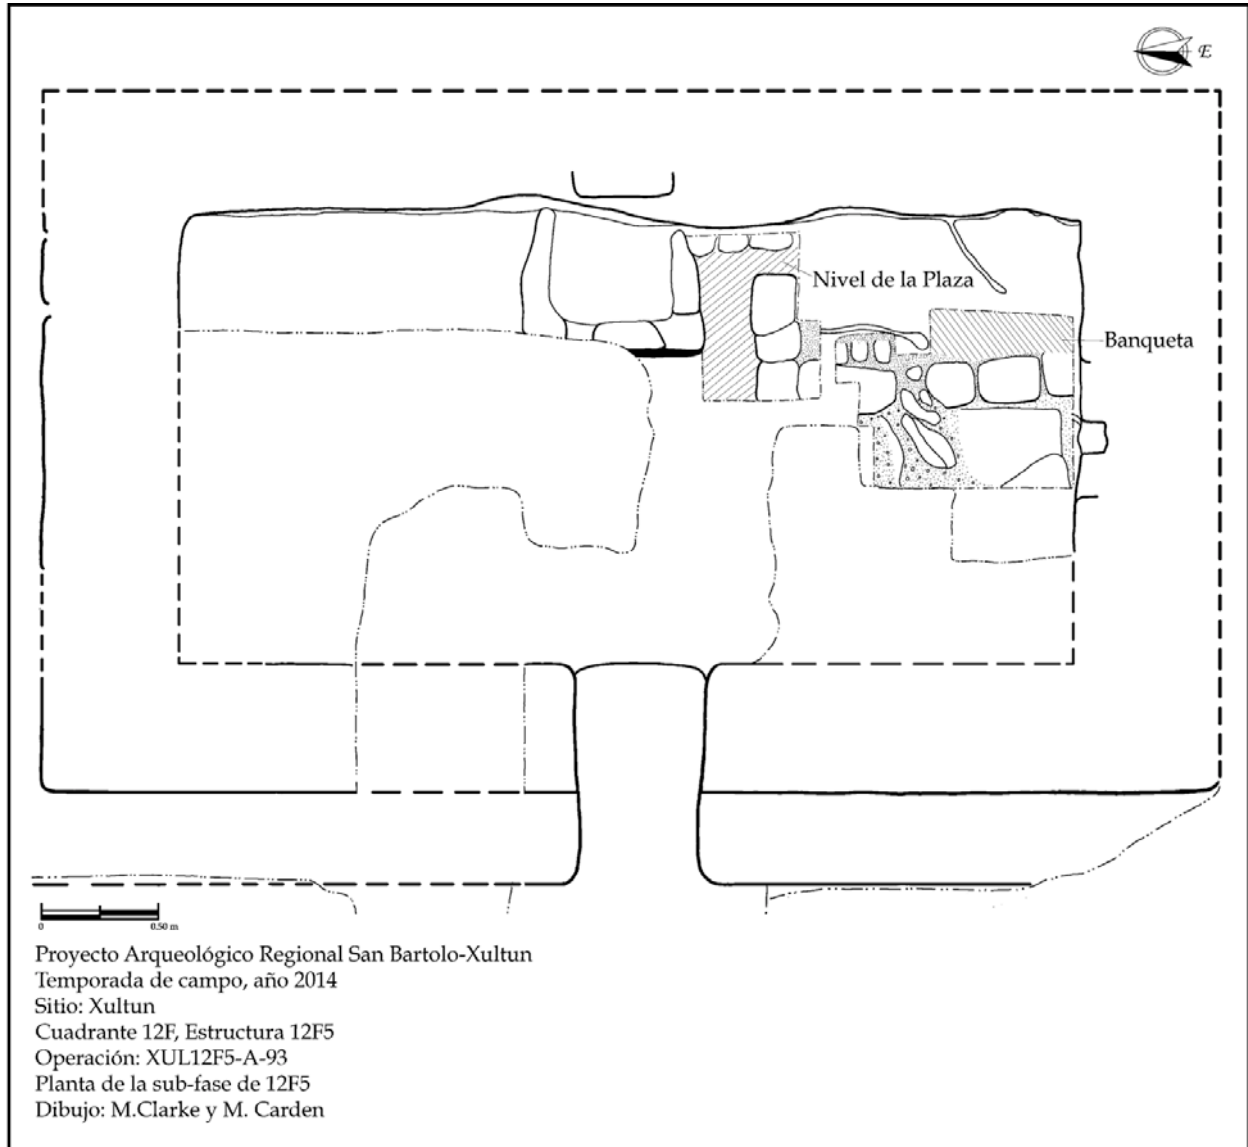 E
Nivel de la Plaza
Banqueta
0 0.50 m
Proyecto Arqueológico Regional San Bartolo-Xultun
Temporada de campo, año 2014
Sitio: Xultun
Cuadrante 12F, Estructura 12F5
Operación: XUL12F5-A-93
Planta de la sub-fase de 12F5
Dibujo: M.Clarke y M. Carden